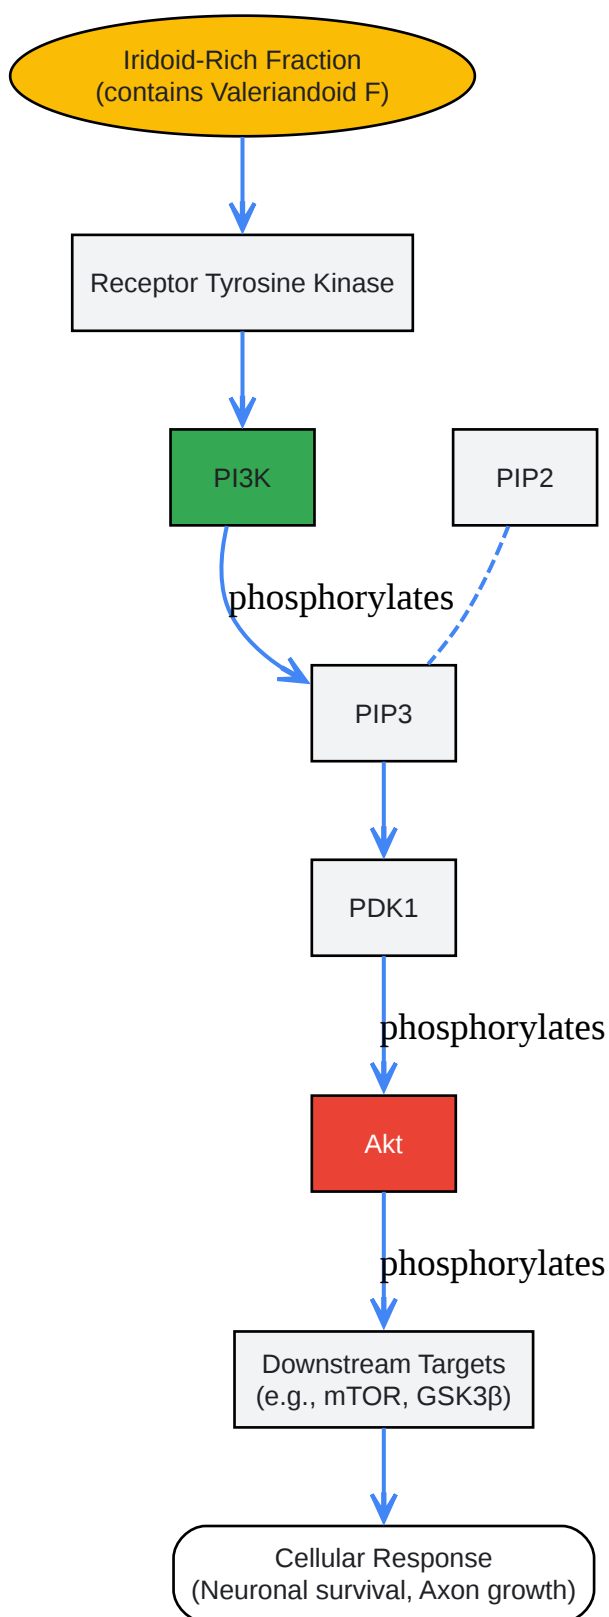 Iridoid-Rich Fraction
(contains Valeriandoid F)
Receptor Tyrosine Kinase
PI3K
PIP2
phosphorylates
PIP3
PDK1
phosphorylates
Akt
phosphorylates
Downstream Targets
(e.g., mTOR, GSK3β)
Cellular Response
(Neuronal survival, Axon growth)